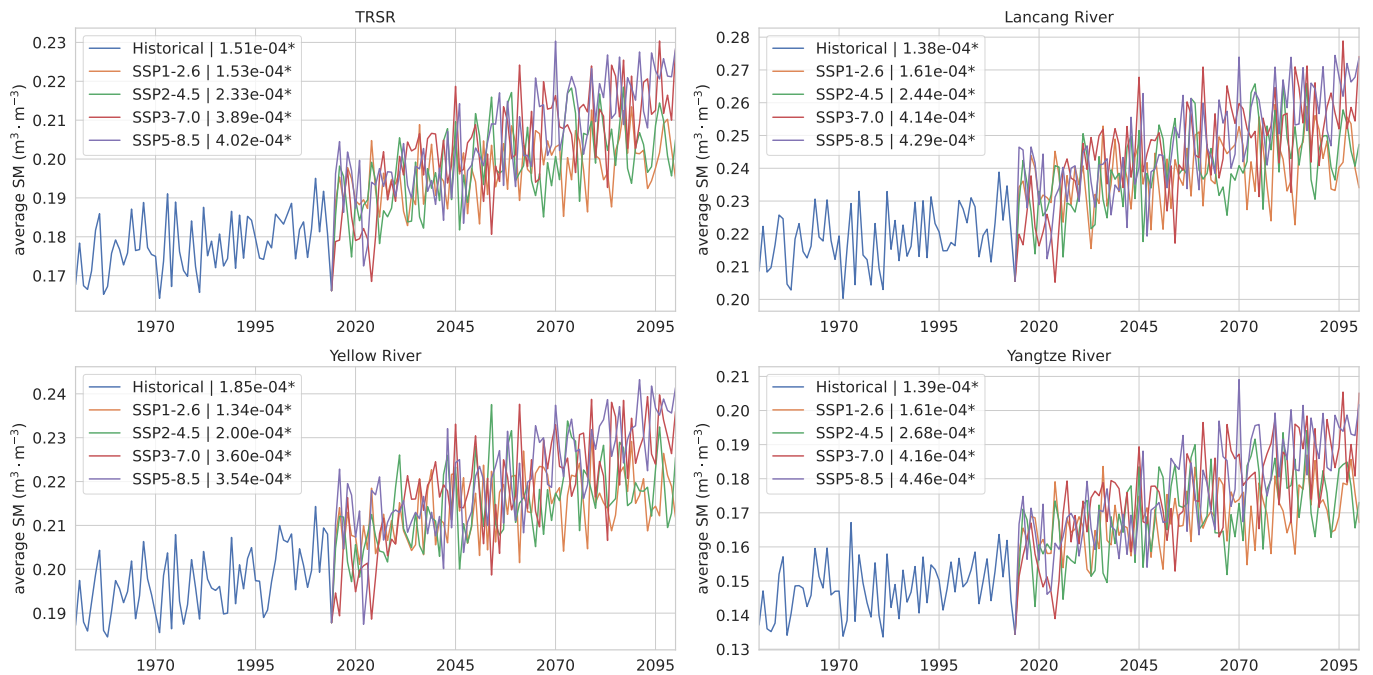 TRSR
average SM (m³ · m⁻³)
0.23
0.22
0.21
0.20
0.19
0.18
0.17
Historical | 1.51e-04*
SSP1-2.6 | 1.53e-04*
SSP2-4.5 | 2.33e-04*
SSP3-7.0 | 3.89e-04*
SSP5-8.5 | 4.02e-04*
1970 1995 2020 2045 2070 2095
Lancang River
average SM (m³ · m⁻³)
0.28
0.27
0.26
0.25
0.24
0.23
0.22
0.21
0.20
Historical | 1.38e-04*
SSP1-2.6 | 1.61e-04*
SSP2-4.5 | 2.44e-04*
SSP3-7.0 | 4.14e-04*
SSP5-8.5 | 4.29e-04*
1970 1995 2020 2045 2070 2095
Yellow River
average SM (m³ · m⁻³)
0.24
0.23
0.22
0.21
0.20
0.19
Historical | 1.85e-04*
SSP1-2.6 | 1.34e-04*
SSP2-4.5 | 2.00e-04*
SSP3-7.0 | 3.60e-04*
SSP5-8.5 | 3.54e-04*
1970 1995 2020 2045 2070 2095
Yangtze River
average SM (m³ · m⁻³)
0.21
0.20
0.19
0.18
0.17
0.16
0.15
0.14
0.13
Historical | 1.39e-04*
SSP1-2.6 | 1.61e-04*
SSP2-4.5 | 2.68e-04*
SSP3-7.0 | 4.16e-04*
SSP5-8.5 | 4.46e-04*
1970 1995 2020 2045 2070 2095